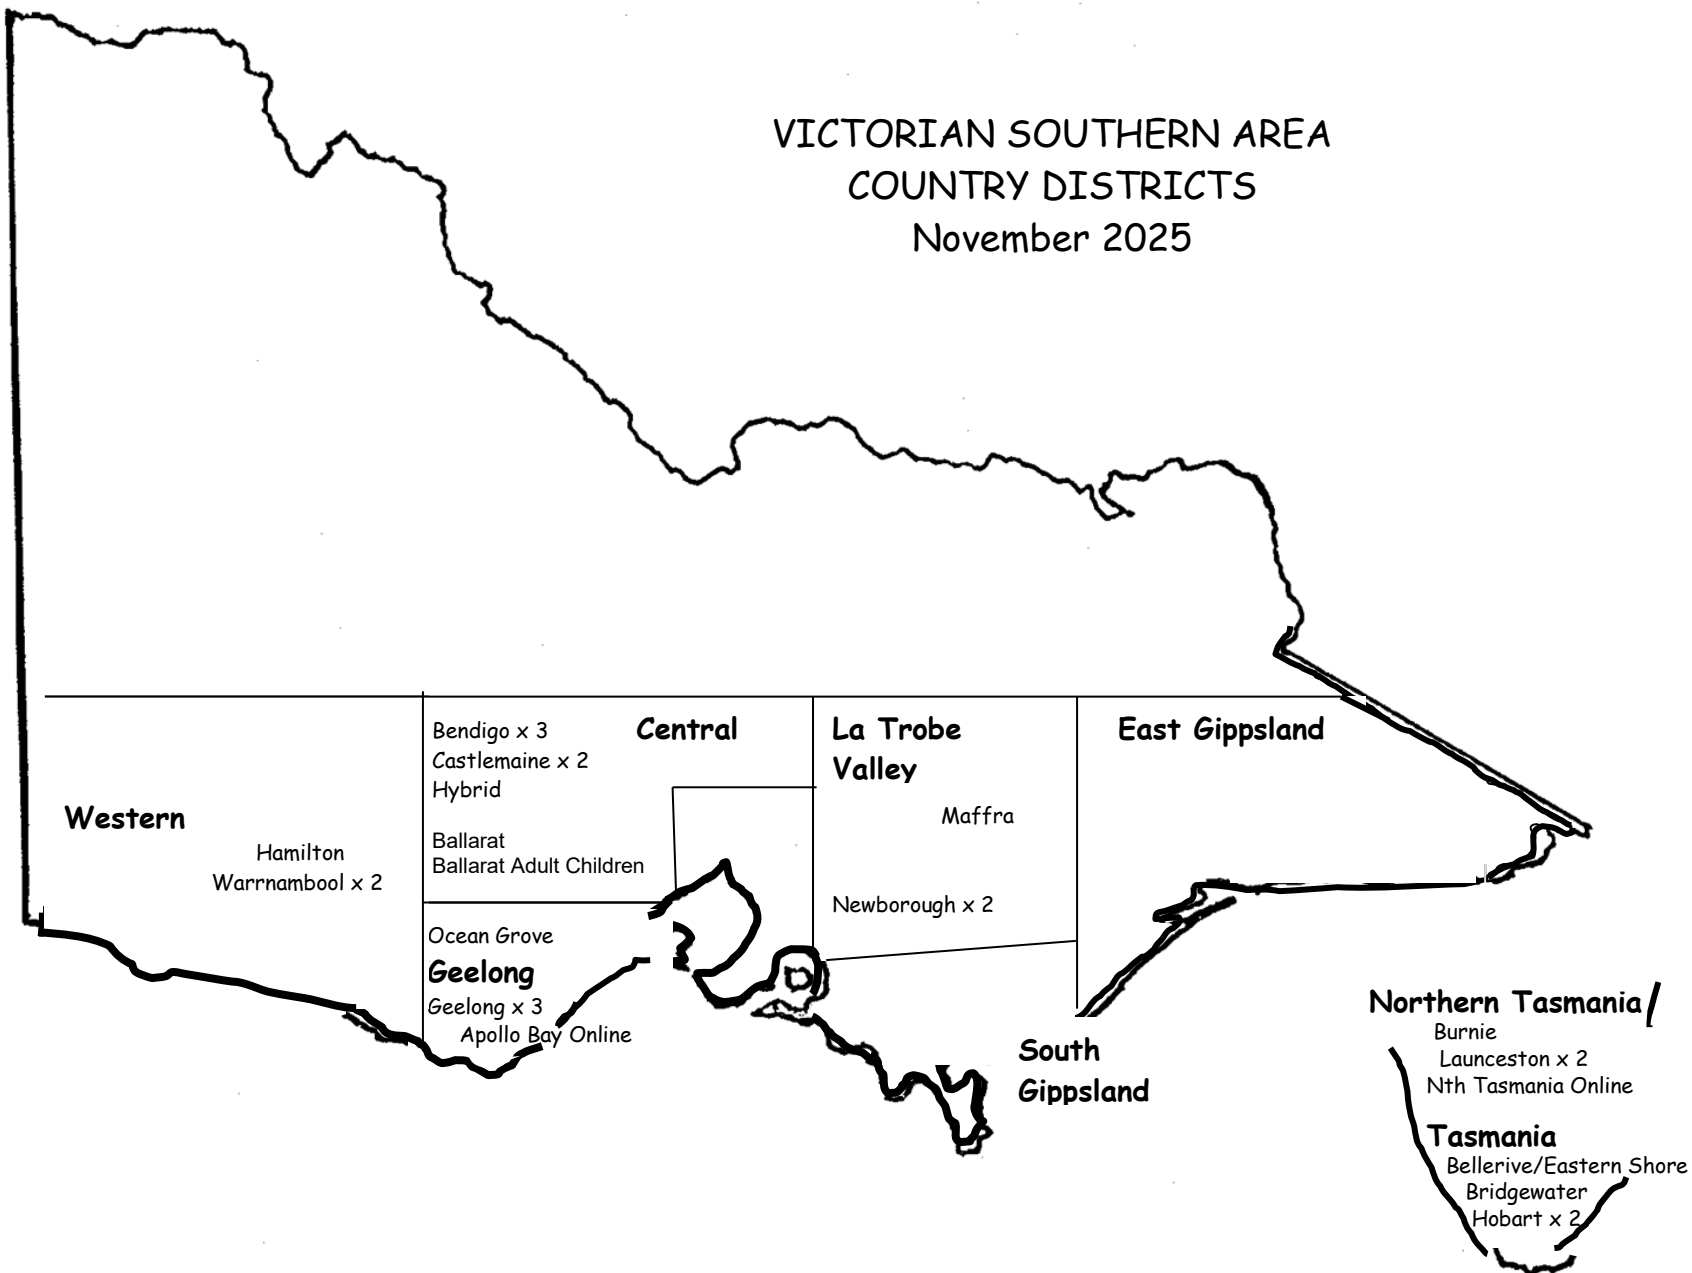 VICTORIAN SOUTHERN AREA
COUNTRY DISTRICTS
November 2025
Western
Hamilton
Warrnambool x 2
Bendigo x 3
Castlemaine x 2
Hybrid
Central
Ballarat
Ballarat Adult Children
Ocean Grove
Geelong
Geelong x 3
Apollo Bay Online
La Trobe
Valley
Maffra
Newborough x 2
East Gippsland
South
Gippsland
Northern Tasmania
Burnie
Launceston x 2
Nth Tasmania Online
Tasmania
Bellerive/Eastern Shore
Bridgewater
Hobart x 2